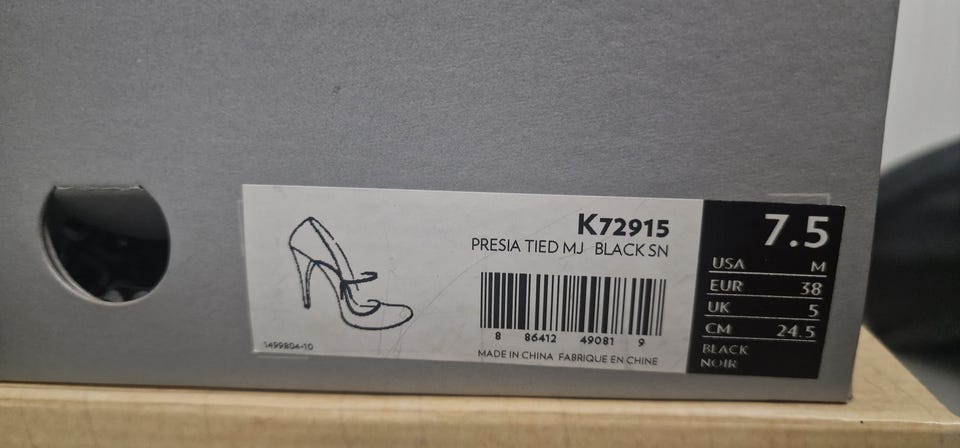 K72915
PRESIA TIED MJ BLACK SN
8 86412 49081 9
MADE IN CHINA FABRIQUE EN CHINE
1499804-10
7.5
USA M
EUR 38
UK 5
CM 24.5
BLACK
NOIR